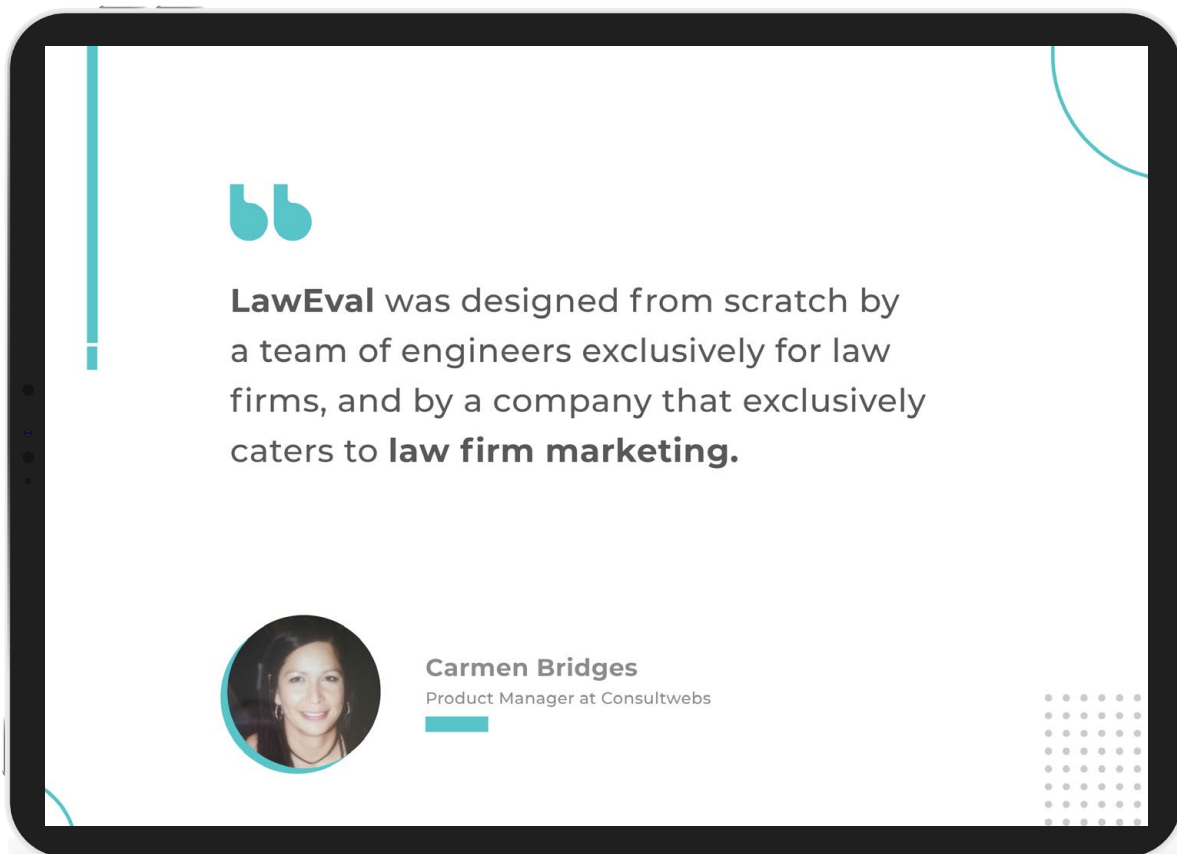 LawEval was designed from scratch by
a team of engineers exclusively for law
firms, and by a company that exclusively
caters to law firm marketing.
Carmen Bridges
Product Manager at Consultwebs